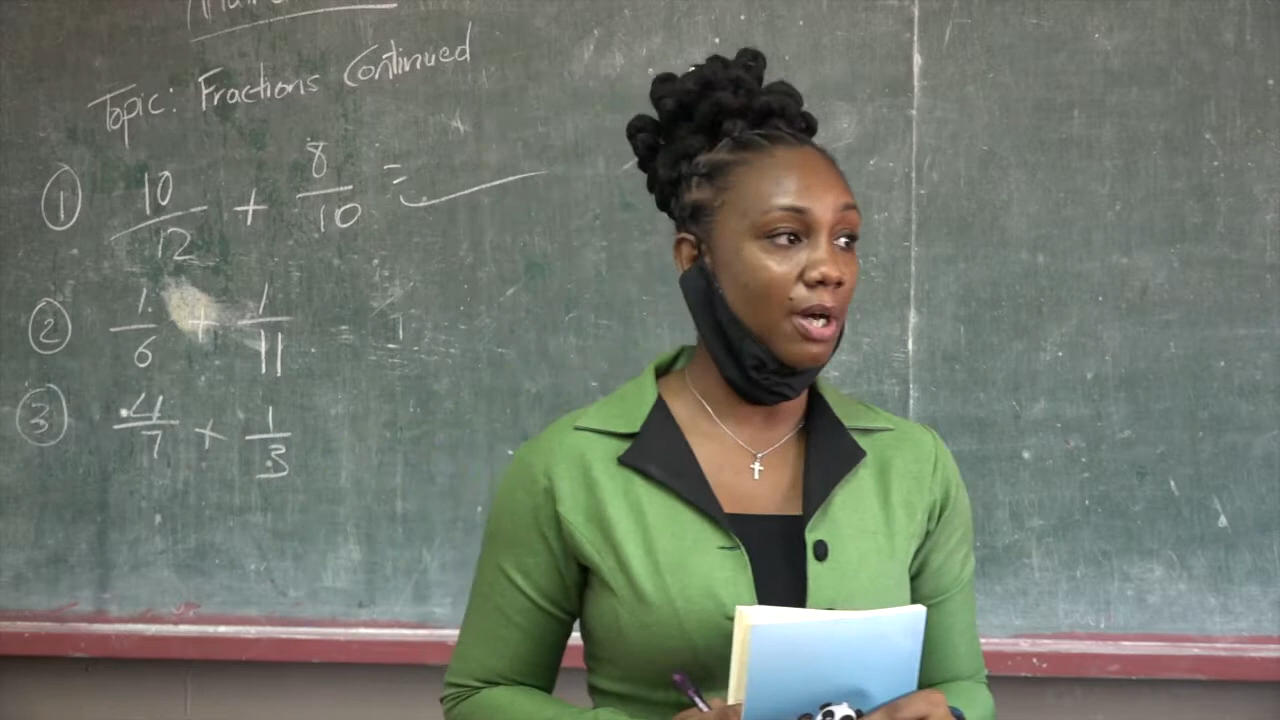 Topic: Fractions Continued
① 10/12 + 8/10 =
② 1/6 + 1/11
③ 4/7 + 1/3